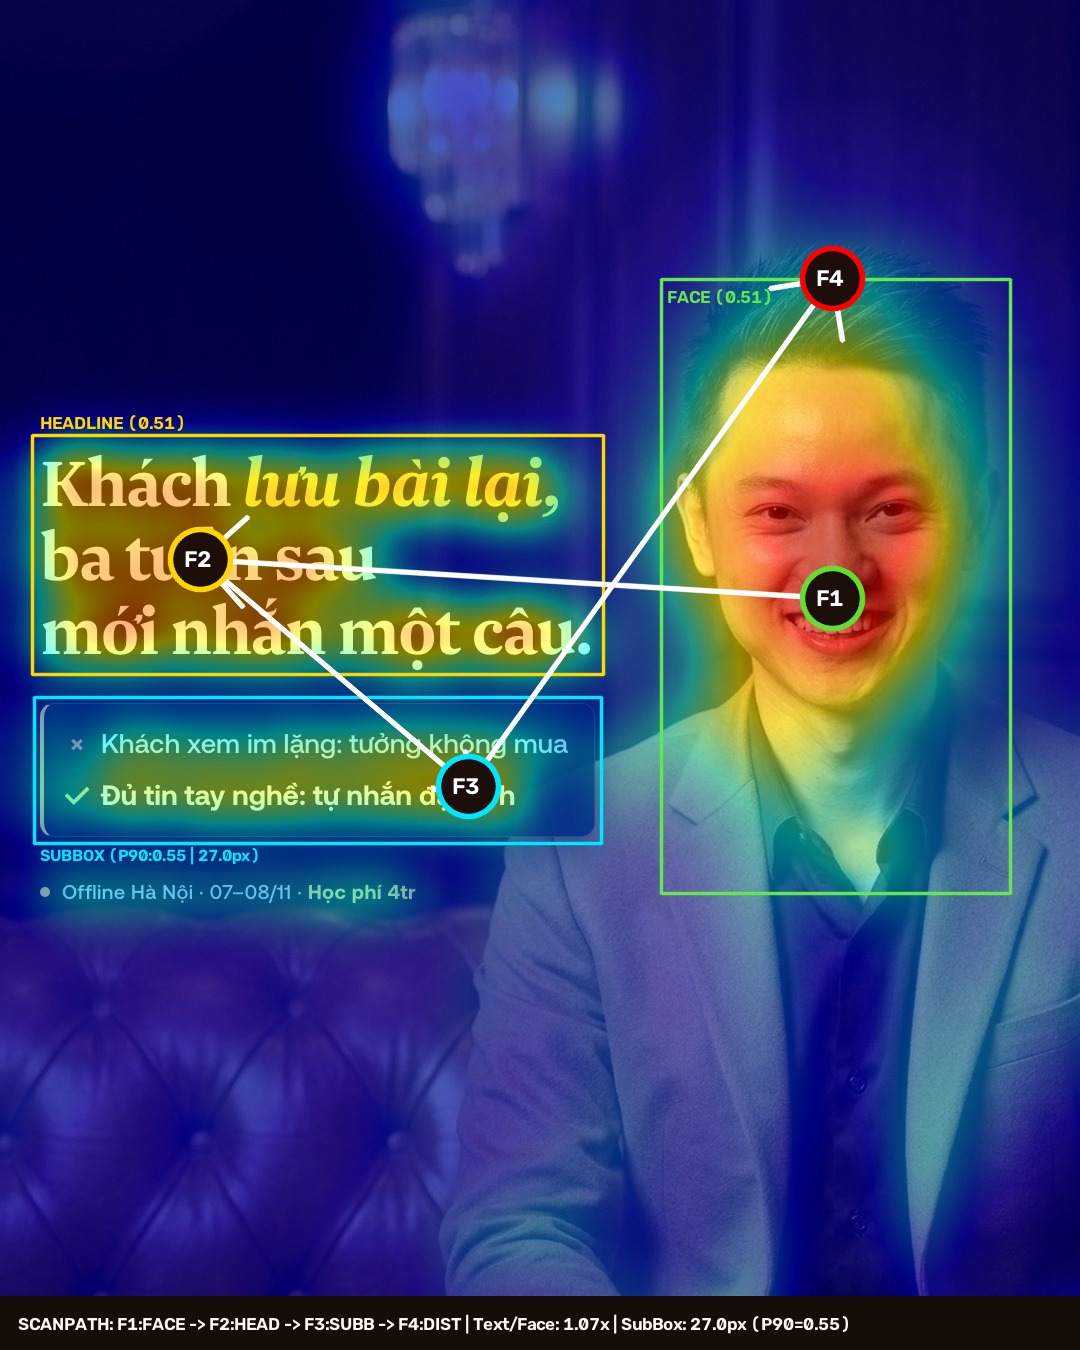 FACE (0.51)
F4
HEADLINE (0.51)
Khách lưu bài lại,
ba n sau
F2
F1
mới nhắn một câu.
× Khách xem im lặng: tưởng không mua
✓ Đủ tin tay nghề: tự nhắn
F3
SUBBOX (P90:0.55 | 27.0px)
• Offline Hà Nội · 07–08/11 · Học phí 4tr
SCANPATH: F1:FACE -> F2:HEAD -> F3:SUBB -> F4:DIST | Text/Face: 1.07x | SubBox: 27.0px (P90=0.55)